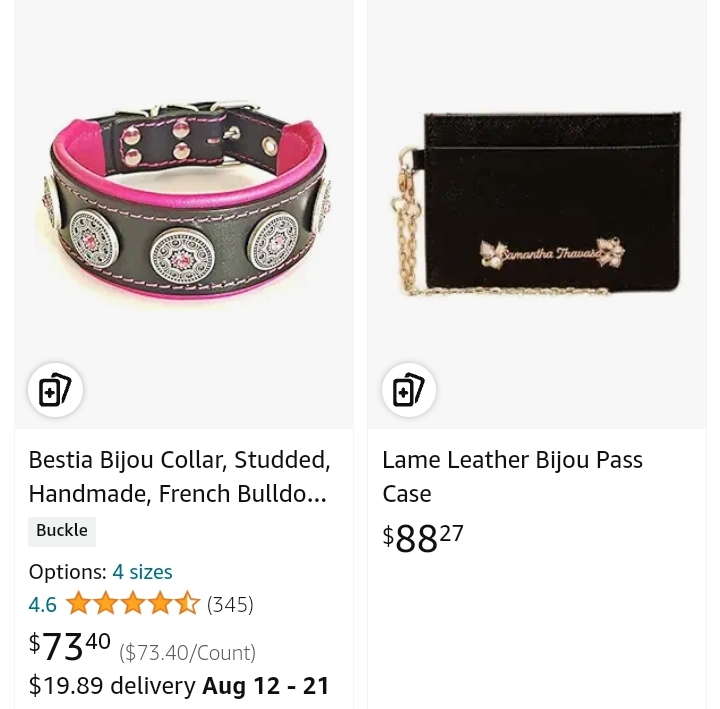 Samantha Thavasa
Bestia Bijou Collar, Studded,
Handmade, French Bulldo...
Buckle
Options: 4 sizes
4.6 (345)
$73.40 ($73.40/Count)
$19.89 delivery Aug 12 - 21
Lame Leather Bijou Pass
Case
$88.27